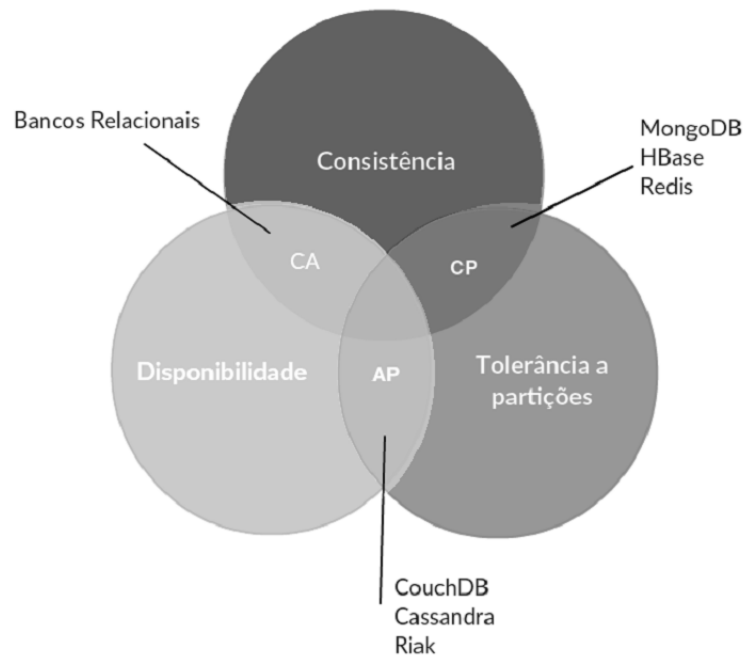 Bancos Relacionais
Consistência
MongoDB
HBase
Redis
CA
CP
Disponibilidade
AP
Tolerância a
partições
CouchDB
Cassandra
Riak